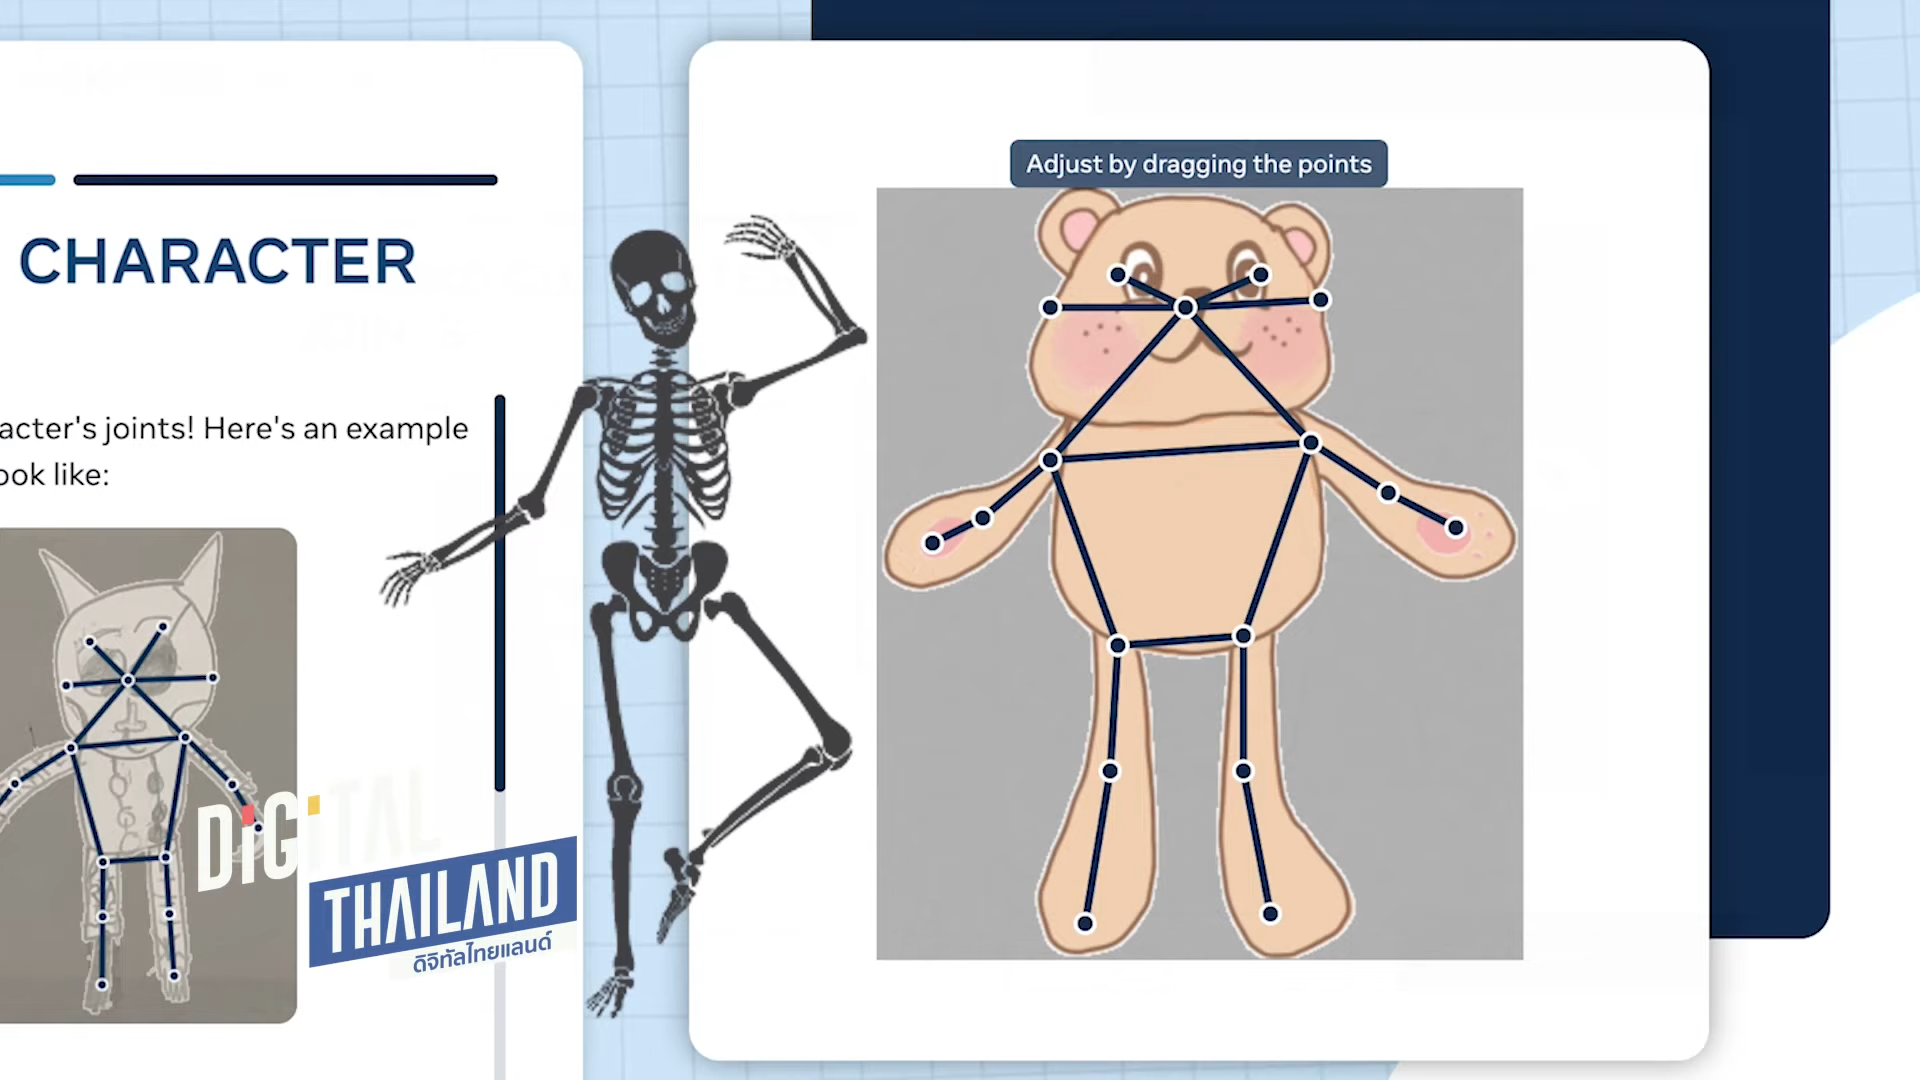 CHARACTER
acter's joints! Here's an example
ook like:
Adjust by dragging the points
DiGiTAL
THAILAND
ดิจิทัลไทยแลนด์